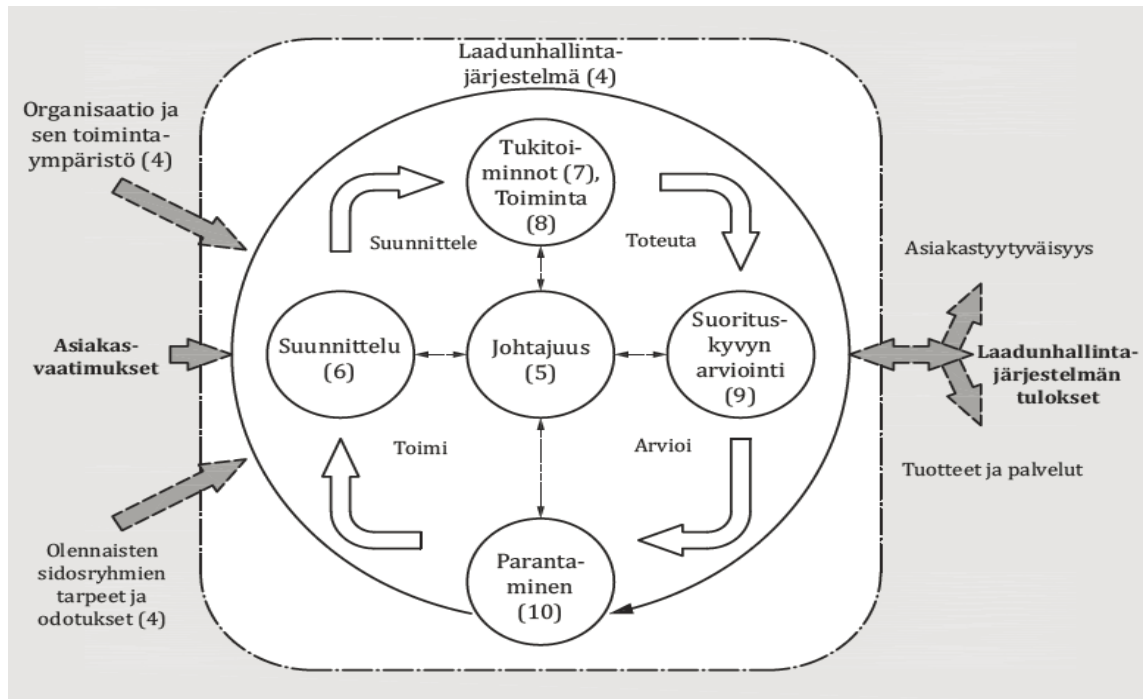 Laadunhallinta-
järjestelmä (4)
Organisaatio ja
sen toiminta-
ympäristö (4)
Tukitoi-
minnot (7),
Toiminta
(8)
Suunnittele
Toteuta
Asiakastyytyväisyys
Asiakas-
vaatimukset
Suunnittelu
(6)
Johtajuus
(5)
Suoritus-
kyvyn
arviointi
(9)
Laadunhallinta-
järjestelmän
tulokset
Toimi
Arvioi
Tuotteet ja palvelut
Olennaisten
sidosryhmien
tarpeet ja
odotukset (4)
Paranta-
minen
(10)